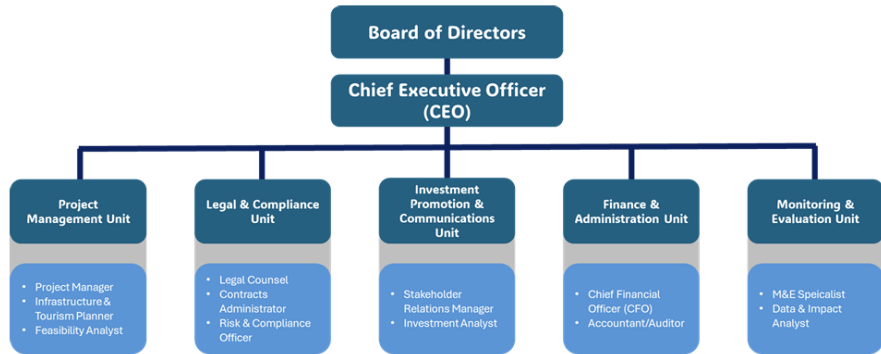 Board of Directors
Chief Executive Officer
(CEO)
Project
Management Unit
Legal & Compliance
Unit
Investment
Promotion &
Communications
Unit
Finance &
Administration Unit
Monitoring &
Evaluation Unit
• Project Manager
• Infrastructure &
Tourism Planner
• Feasibility Analyst
• Legal Counsel
• Contracts
Administrator
• Risk & Compliance
Officer
• Stakeholder
Relations Manager
• Investment Analyst
• Chief Financial
Officer (CFO)
• Accountant/Auditor
• M&E Speicalist
• Data & Impact
Analyst